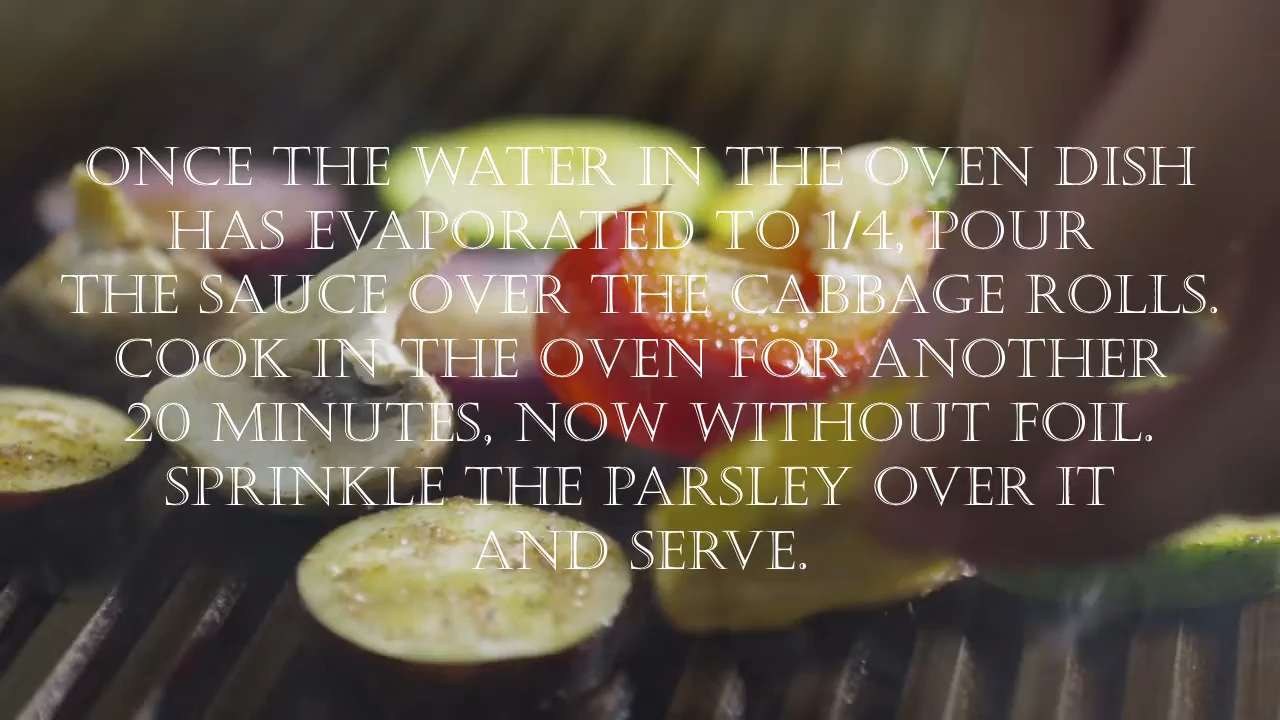 ONCE THE WATER IN THE OVEN DISH
HAS EVAPORATED TO 1/4, POUR
THE SAUCE OVER THE CABBAGE ROLLS.
COOK IN THE OVEN FOR ANOTHER
20 MINUTES, NOW WITHOUT FOIL.
SPRINKLE THE PARSLEY OVER IT
AND SERVE.